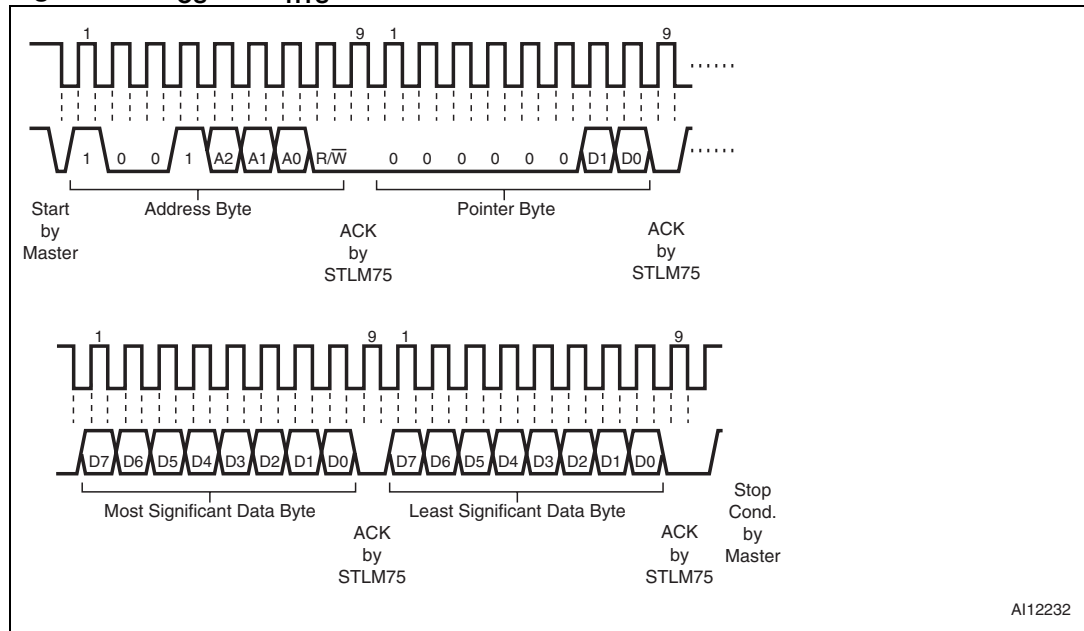 1 9 1 9
1 0 0 1 A2 A1 A0 R/W̅ 0 0 0 0 0 0 D1 D0
Start
by
Master
Address Byte
ACK
by
STLM75
Pointer Byte
ACK
by
STLM75
1 9 1 9
D7 D6 D5 D4 D3 D2 D1 D0 D7 D6 D5 D4 D3 D2 D1 D0
Most Significant Data Byte
ACK
by
STLM75
Least Significant Data Byte
ACK
by
STLM75
Stop
Cond.
by
Master
AI12232